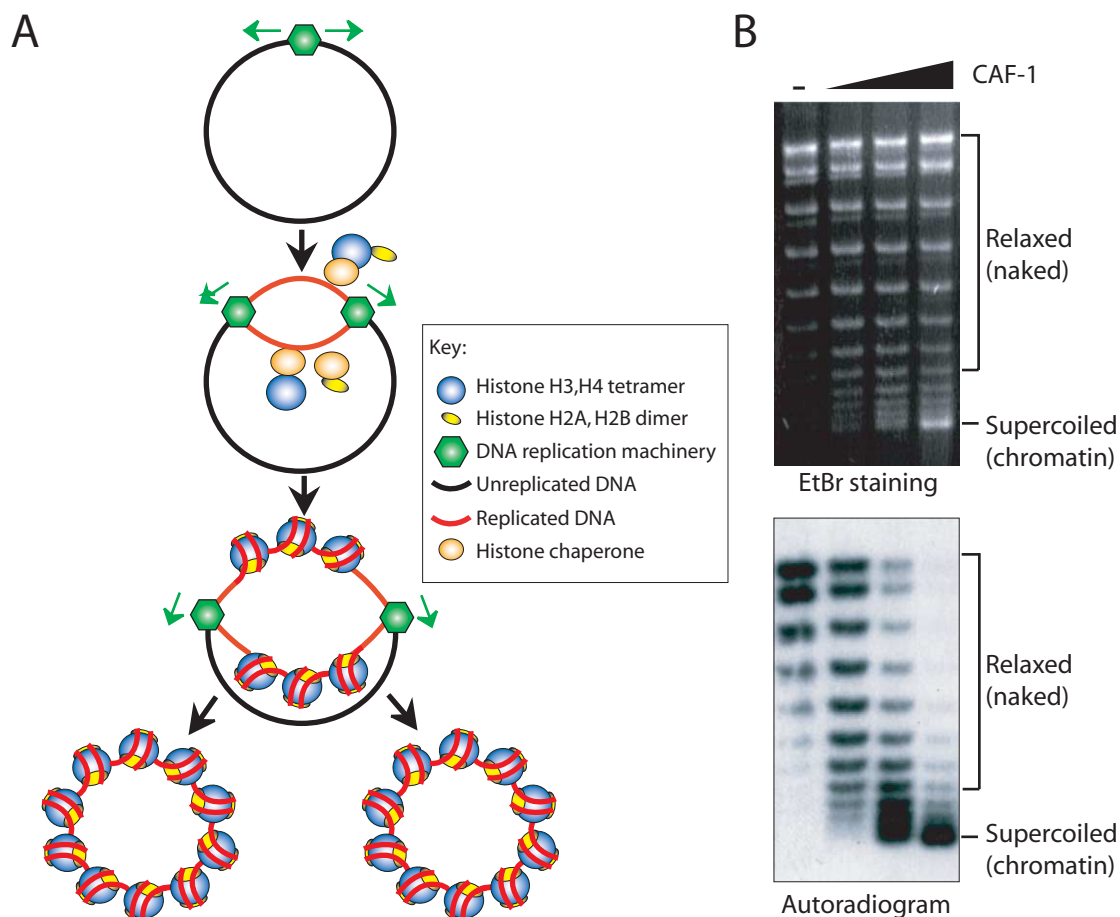 A
Key:
Histone H3,H4 tetramer
Histone H2A, H2B dimer
DNA replication machinery
Unreplicated DNA
Replicated DNA
Histone chaperone
B
- CAF-1
Relaxed
(naked)
Supercoiled
(chromatin)
EtBr staining
Relaxed
(naked)
Supercoiled
(chromatin)
Autoradiogram